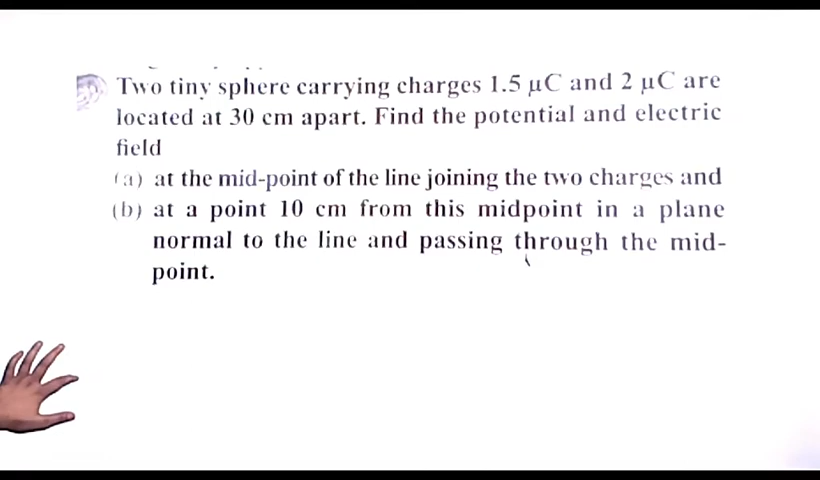 Two tiny sphere carrying charges 1.5 μC and 2 μC are
located at 30 cm apart. Find the potential and electric
field
(a) at the mid-point of the line joining the two charges and
(b) at a point 10 cm from this midpoint in a plane
normal to the line and passing through the mid-
point.